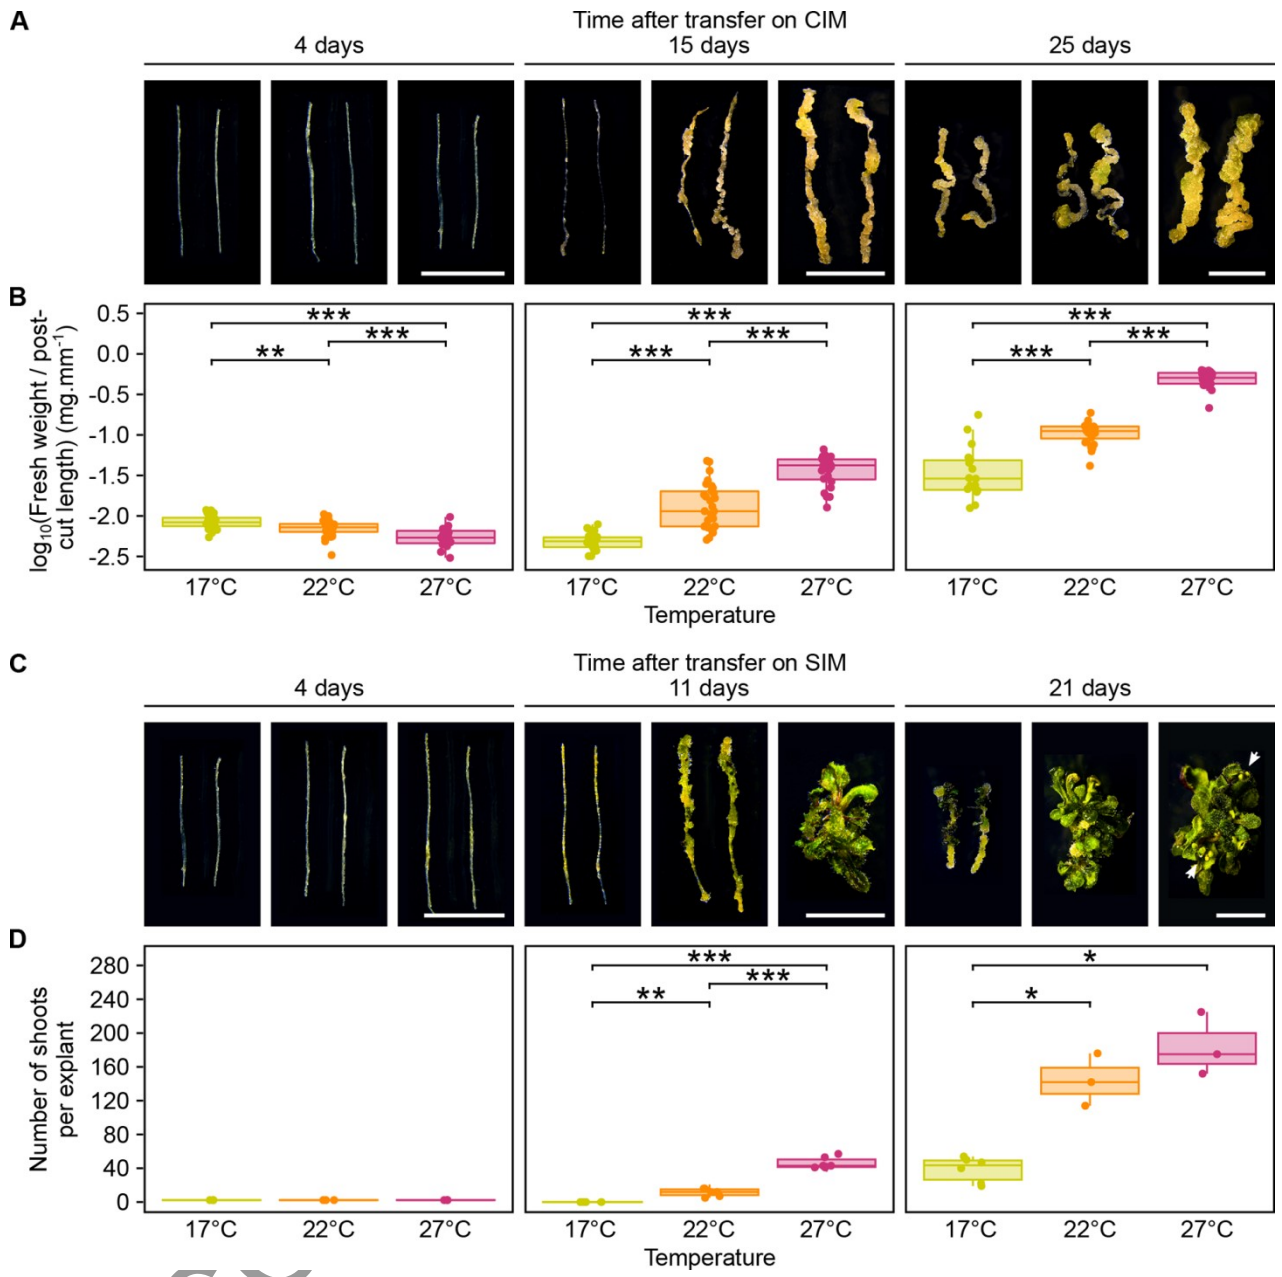 A
Time after transfer on CIM
4 days 15 days 25 days
B
log10(Fresh weight / post-
cut length) (mg.mm-1)
0.5
0.0
-0.5
-1.0
-1.5
-2.0
-2.5
*** *** **
*** *** ***
*** *** ***
17°C 22°C 27°C 17°C 22°C 27°C 17°C 22°C 27°C
Temperature
C
Time after transfer on SIM
4 days 11 days 21 days
D
Number of shoots
per explant
280
240
200
160
120
80
40
0
*** *** **
* *
17°C 22°C 27°C 17°C 22°C 27°C 17°C 22°C 27°C
Temperature